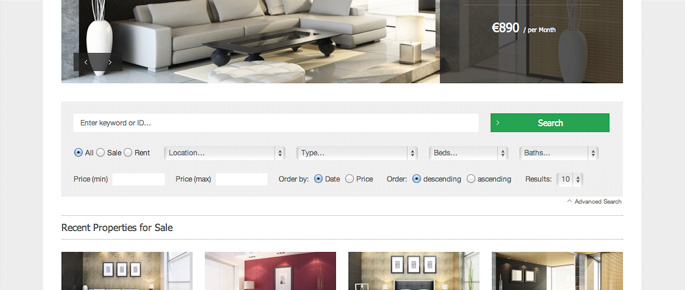 €890 / per Month
Enter keyword or ID...
Search
All Sale Rent Location... Type... Beds... Baths...
Price (min) Price (max) Order by: Date Price Order: descending ascending Results: 10
Advanced Search
Recent Properties for Sale